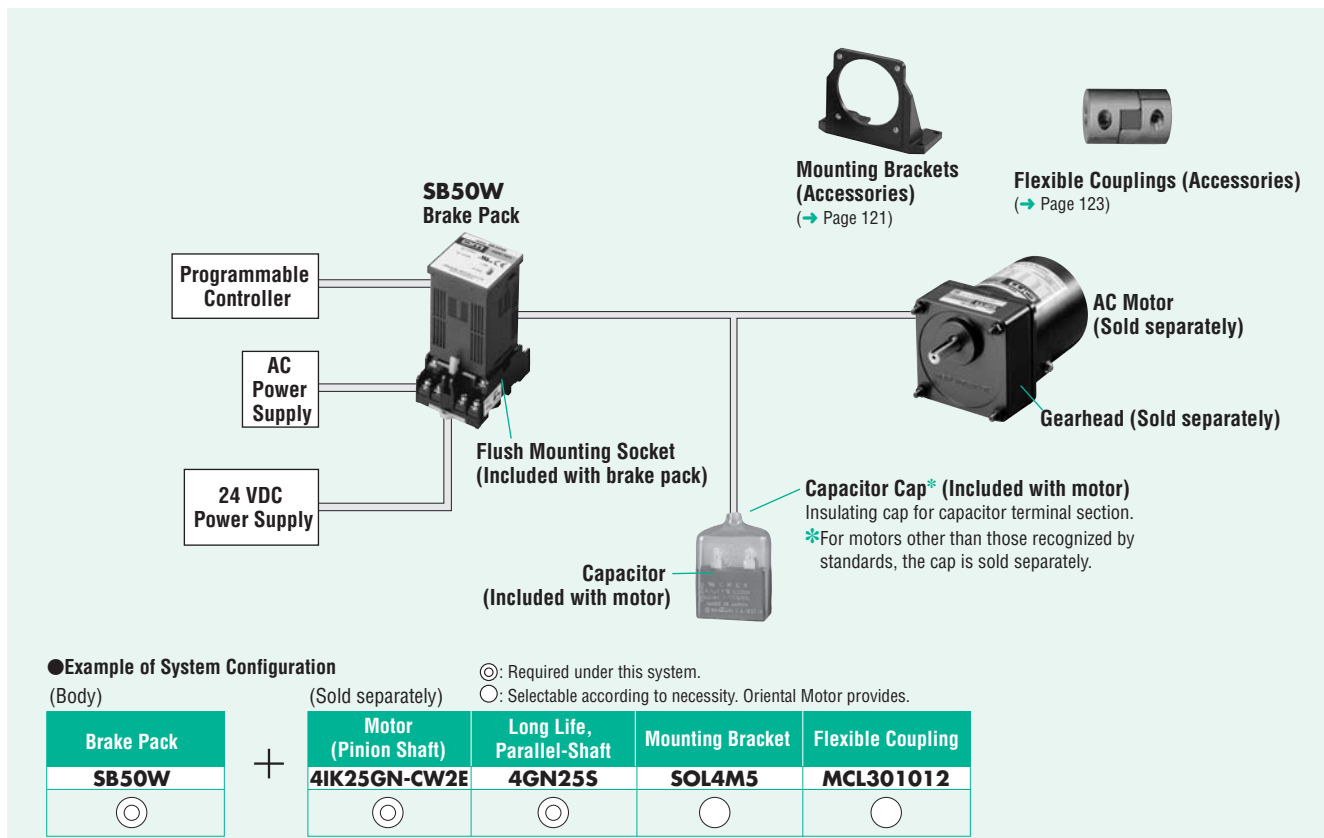 Mounting Brackets
(Accessories)
(➜ Page 121)
Flexible Couplings (Accessories)
(➜ Page 123)
SB50W
Brake Pack
Programmable
Controller
AC
Power
Supply
24 VDC
Power Supply
Flush Mounting Socket
(Included with brake pack)
AC Motor
(Sold separately)
Gearhead (Sold separately)
Capacitor Cap* (Included with motor)
Insulating cap for capacitor terminal section.
*For motors other than those recognized by
standards, the cap is sold separately.
Capacitor
(Included with motor)
●Example of System Configuration
◎: Required under this system.
(Body)
(Sold separately)
○: Selectable according to necessity. Oriental Motor provides.
Brake Pack
+
Motor
(Pinion Shaft)
Long Life,
Parallel-Shaft
Mounting Bracket
Flexible Coupling
SB50W
4IK25GN-CW2E
4GN25S
SOL4M5
MCL301012
◎
◎
◎
○
○